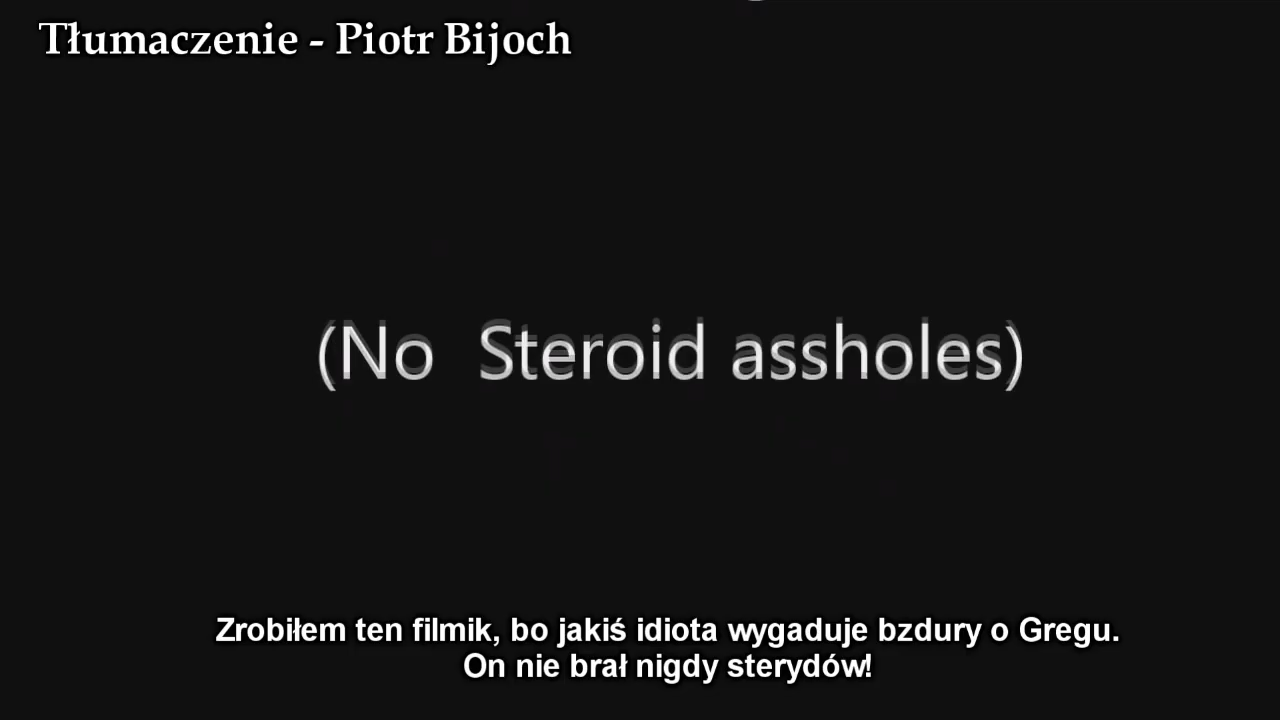 Tłumaczenie - Piotr Bijoch
(No Steroid assholes)
Zrobiłem ten filmik, bo jakiś idiota wygaduje bzdury o Gregu.
On nie brał nigdy sterydów!